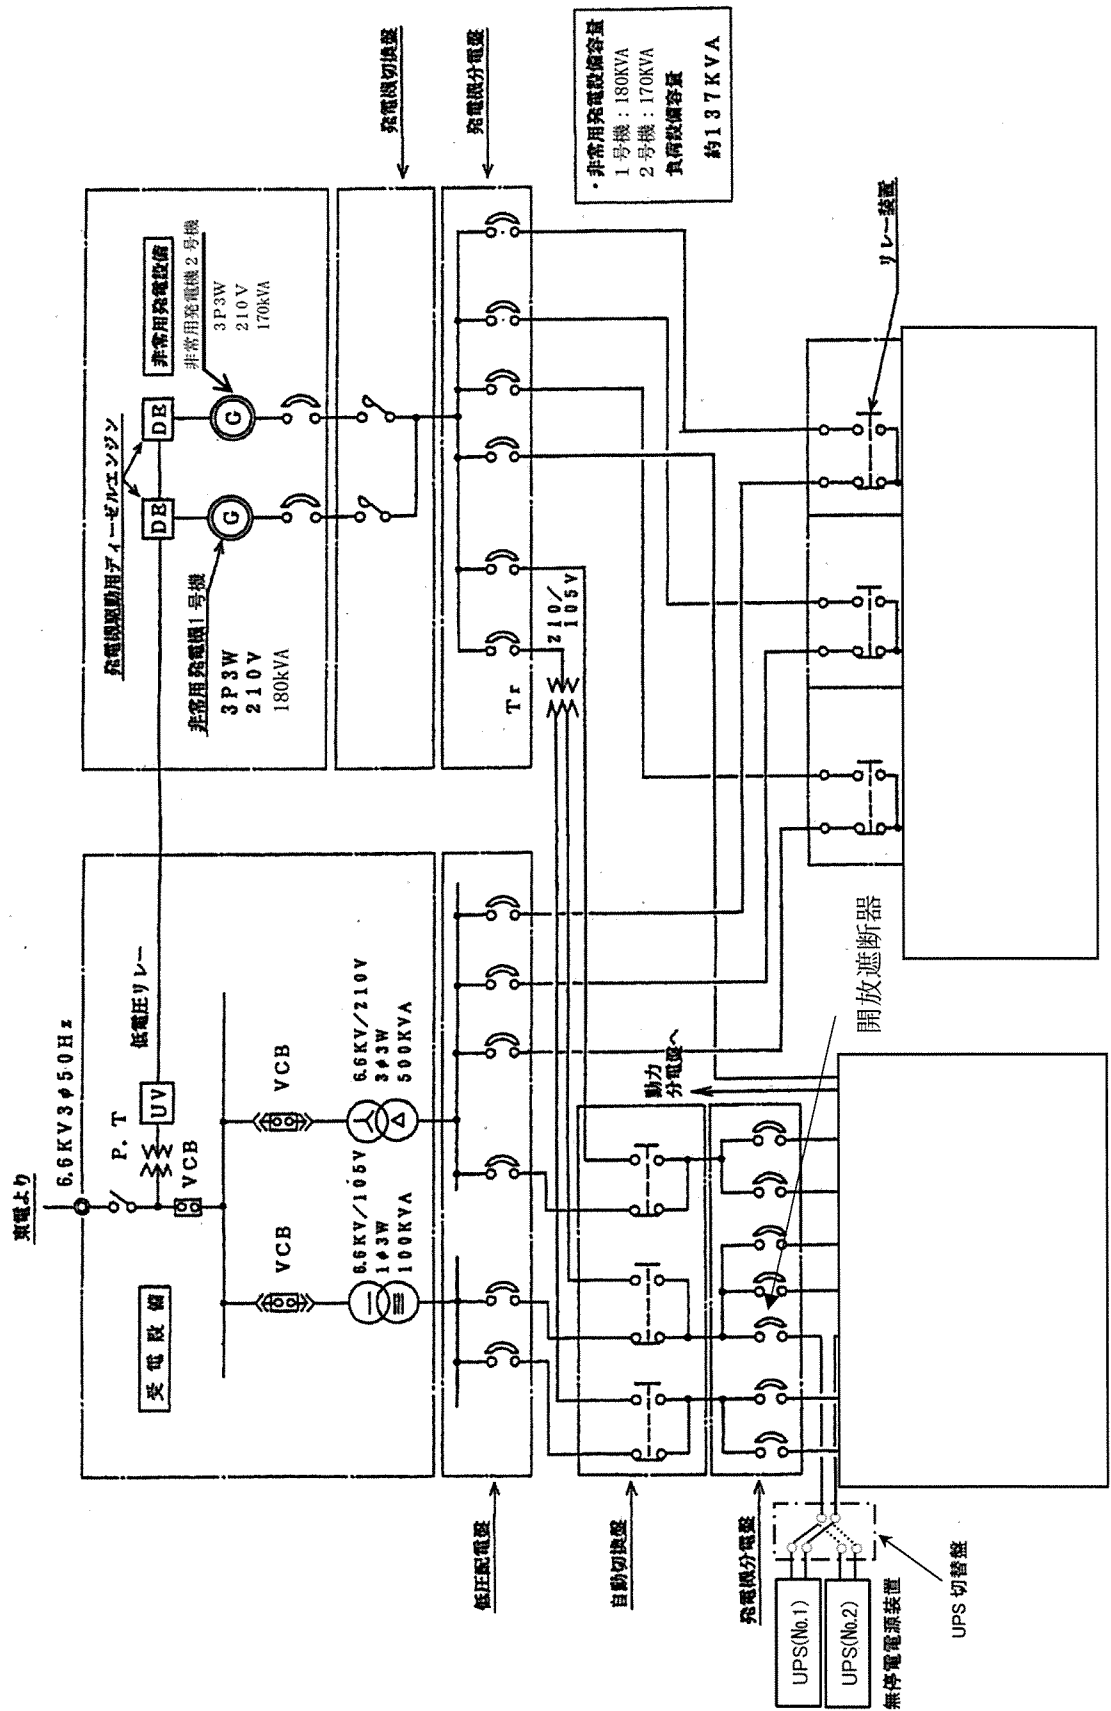 東電より
6.6KV3φ50Hz
受電設備
P.T
UV
低電圧リレー
VCB
VCB
VCB
6.6KV/105V
1φ3W
100KVA
6.6KV/210V
3φ3W
500KVA
発電機駆動用ディーゼルエンジン
DE
DE
非常用発電設備
G
G
非常用発電機1号機
3P3W
210V
180kVA
非常用発電機2号機
3P3W
210V
170kVA
発電機切換盤
発電機分電盤
・非常用発電設備容量
1号機:180KVA
2号機:170KVA
負荷設備容量
約137KVA
Tr
210/
105V
低圧配電盤
自動切換盤
発電機分電盤
動力
分電盤へ
開放遮断器
リレー装置
UPS(No.1)
UPS(No.2)
無停電電源装置
UPS切替盤